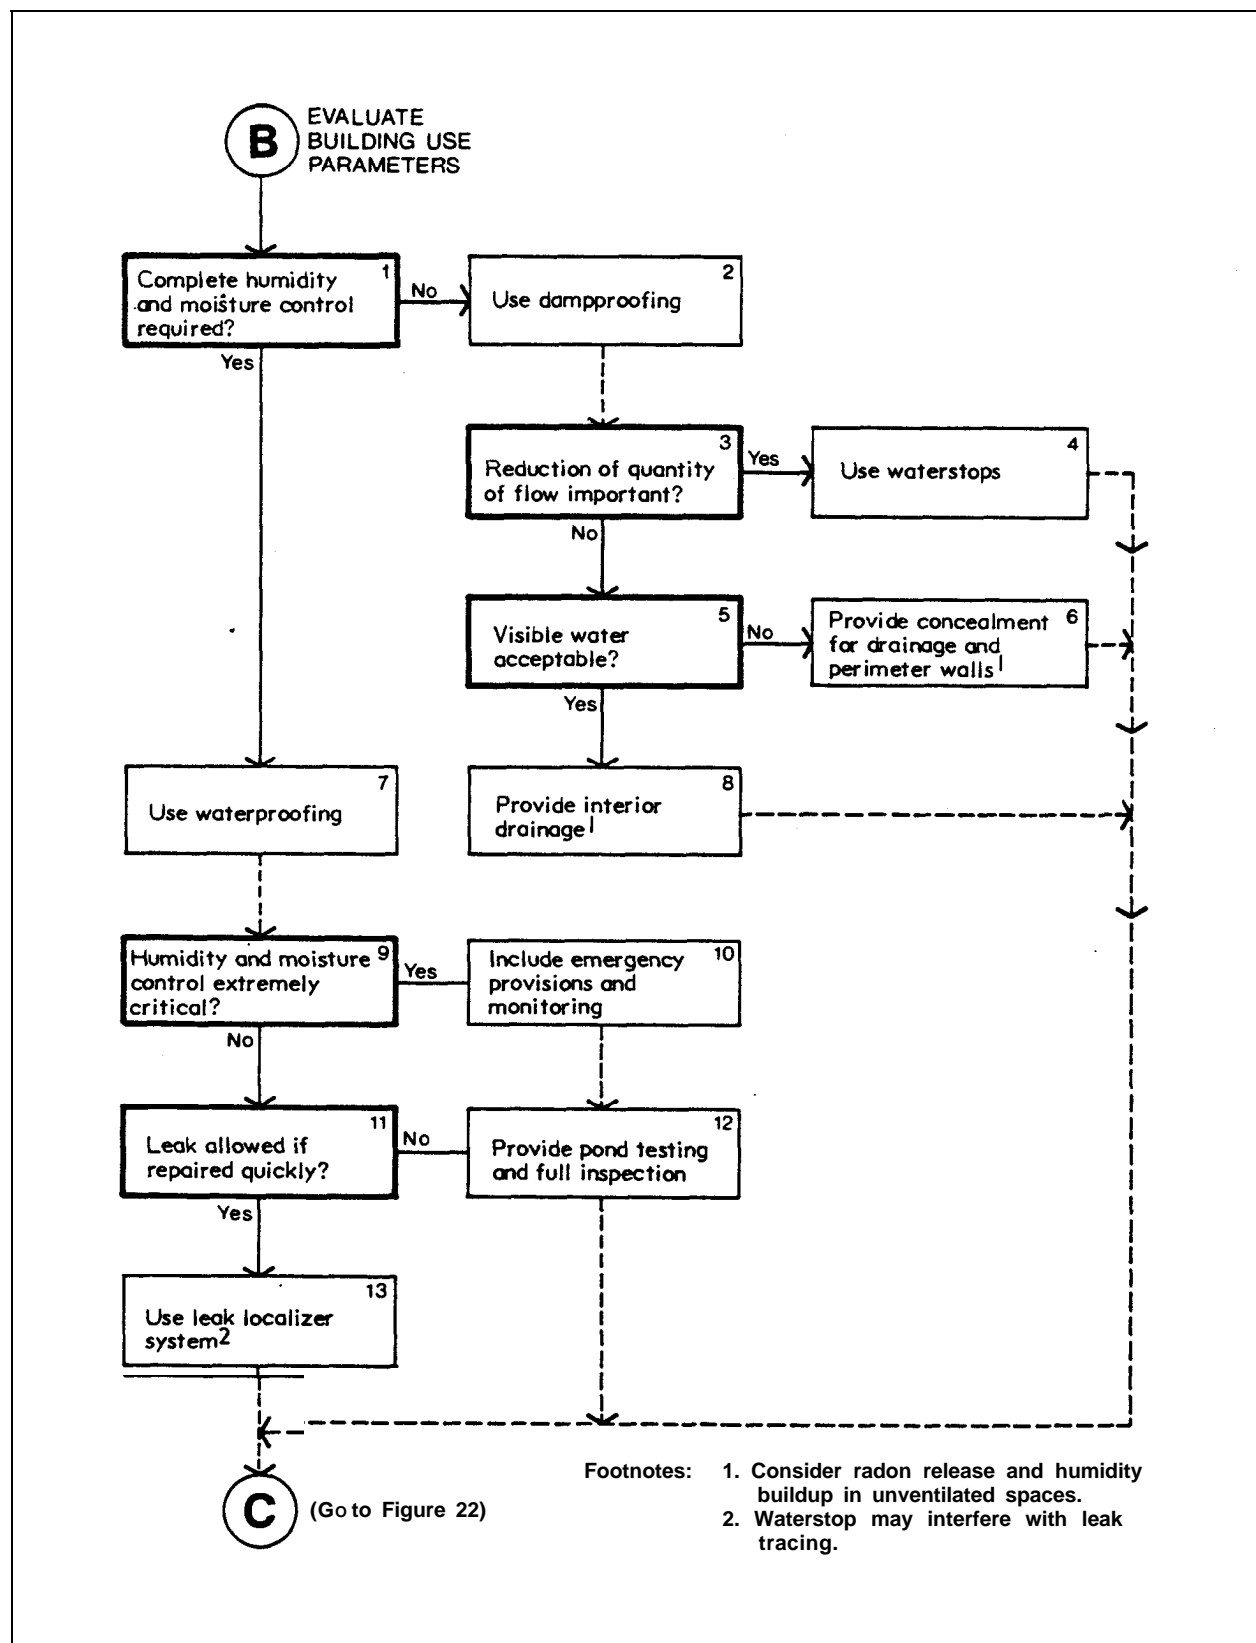 B
EVALUATE
BUILDING USE
PARAMETERS
1
Complete humidity
and moisture control
required?
No
Yes
2
Use dampproofing
3
Reduction of quantity
of flow important?
Yes
No
4
Use waterstops
5
Visible water
acceptable?
No
Yes
6
Provide concealment
for drainage and
perimeter walls1
7
Use waterproofing
8
Provide interior
drainage1
9
Humidity and moisture
control extremely
critical?
Yes
No
10
Include emergency
provisions and
monitoring
11
Leak allowed if
repaired quickly?
No
Yes
12
Provide pond testing
and full inspection
13
Use leak localizer
system2
C
(Go to Figure 22)
Footnotes: 1. Consider radon release and humidity
buildup in unventilated spaces.
2. Waterstop may interfere with leak
tracing.